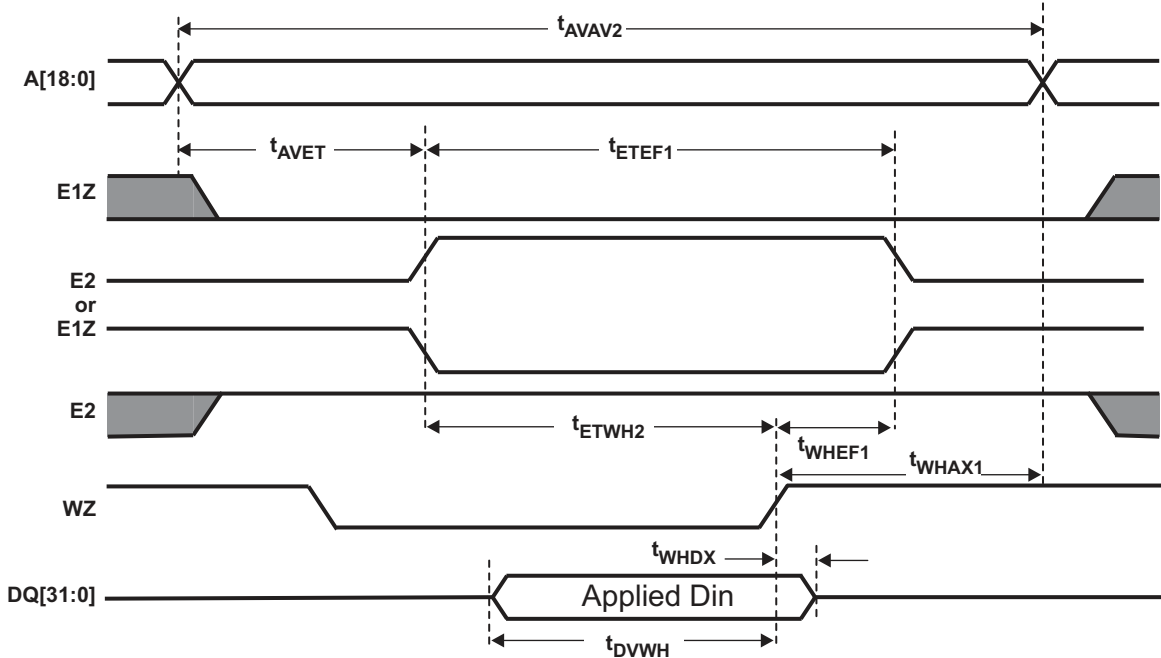 tAVAV2
A[18:0]
tAVET
tETEF1
E1Z
E2
or
E1Z
E2
tETWH2
tWHEF1
tWHAX1
WZ
tWHDX
DQ[31:0]
Applied Din
tDVWH